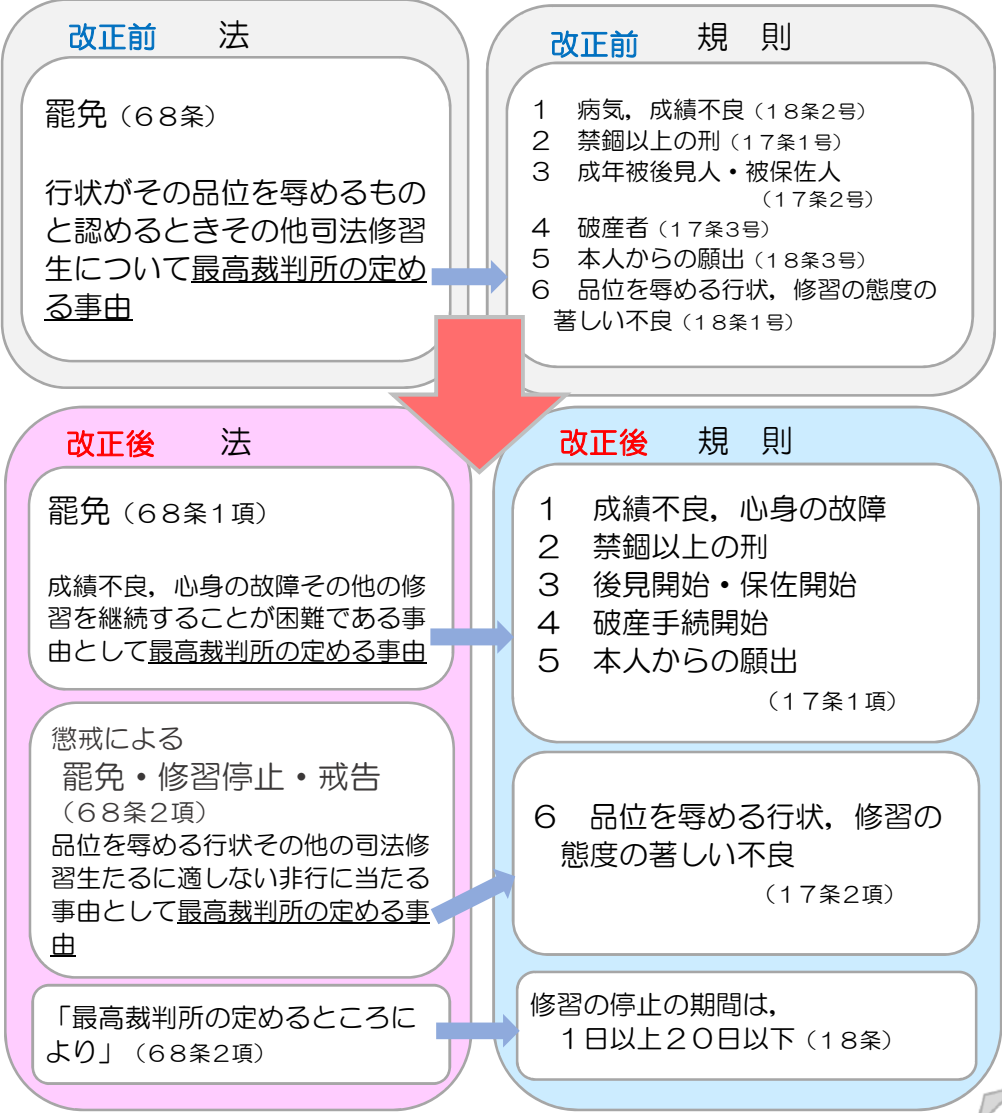 改正前　法
罷免（６８条）
行状がその品位を辱めるもの
と認めるときその他司法修習
生について最高裁判所の定め
る事由
改正前　規　則
１　病気，成績不良（１８条２号）
２　禁錮以上の刑（１７条１号）
３　成年被後見人・被保佐人
（１７条２号）
４　破産者（１７条３号）
５　本人からの願出（１８条３号）
６　品位を辱める行状，修習の態度の
著しい不良（１８条１号）
改正後　法
罷免（６８条１項）
成績不良，心身の故障その他の修
習を継続することが困難である事
由として最高裁判所の定める事由
懲戒による
罷免・修習停止・戒告
（６８条２項）
品位を辱める行状その他の司法修
習生たるに適しない非行に当たる
事由として最高裁判所の定める事
由
「最高裁判所の定めるところに
より」（６８条２項）
改正後　規　則
１　成績不良，心身の故障
２　禁錮以上の刑
３　後見開始・保佐開始
４　破産手続開始
５　本人からの願出
（１７条１項）
６　品位を辱める行状，修習の
態度の著しい不良
（１７条２項）
修習の停止の期間は，
１日以上２０日以下（１８条）